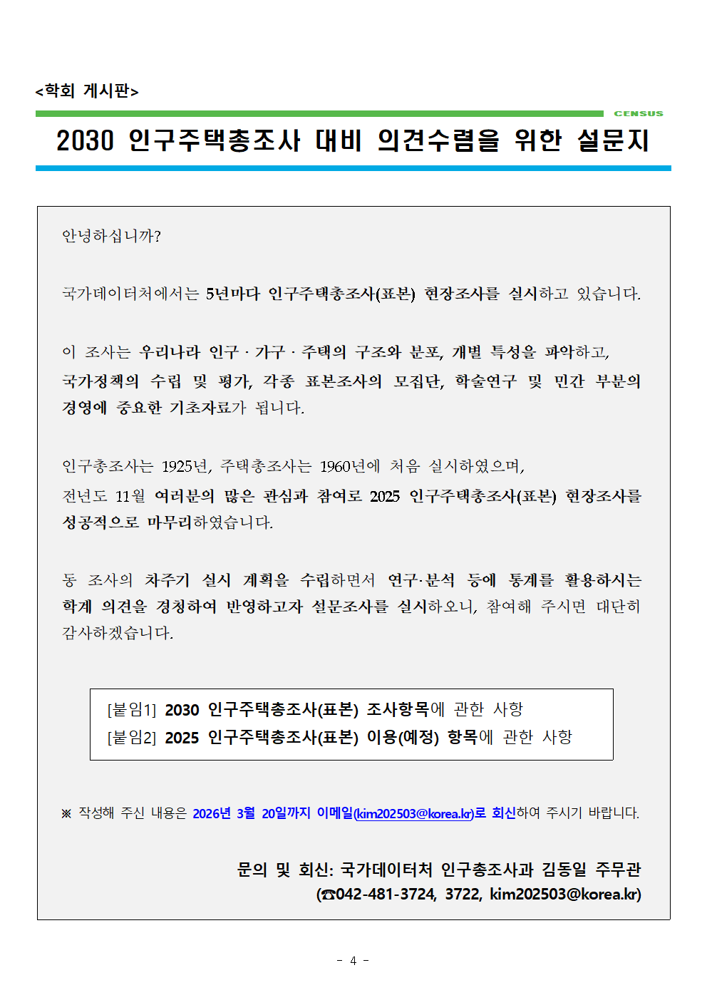 <학회 게시판>
CENSUS
2030 인구주택총조사 대비 의견수렴을 위한 설문지
안녕하십니까?
국가데이터처에서는 5년마다 인구주택총조사(표본) 현장조사를 실시하고 있습니다.
이 조사는 우리나라 인구·가구·주택의 구조와 분포, 개별 특성을 파악하고,
국가정책의 수립 및 평가, 각종 표본조사의 모집단, 학술연구 및 민간 부분의
경영에 중요한 기초자료가 됩니다.
인구총조사는 1925년, 주택총조사는 1960년에 처음 실시하였으며,
전년도 11월 여러분의 많은 관심과 참여로 2025 인구주택총조사(표본) 현장조사를
성공적으로 마무리하였습니다.
동 조사의 차주기 실시 계획을 수립하면서 연구·분석 등에 통계를 활용하시는
학계 의견을 경청하여 반영하고자 설문조사를 실시하오니, 참여해 주시면 대단히
감사하겠습니다.
[붙임1] 2030 인구주택총조사(표본) 조사항목에 관한 사항
[붙임2] 2025 인구주택총조사(표본) 이용(예정) 항목에 관한 사항
※ 작성해 주신 내용은 2026년 3월 20일까지 이메일(kim202503@korea.kr)로 회신하여 주시기 바랍니다.
문의 및 회신: 국가데이터처 인구총조사과 김동일 주무관
(☎042-481-3724, 3722, kim202503@korea.kr)
- 4 -